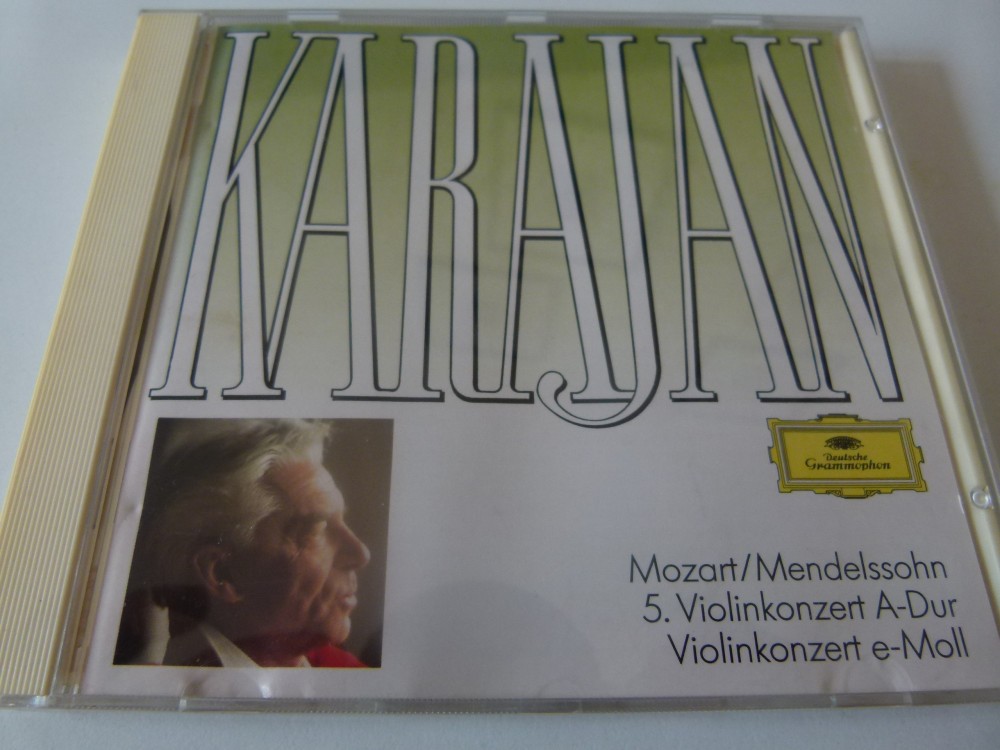 KARAJAN
Deutsche
Grammophon
Mozart/Mendelssohn
5. Violinkonzert A-Dur
Violinkonzert e-Moll